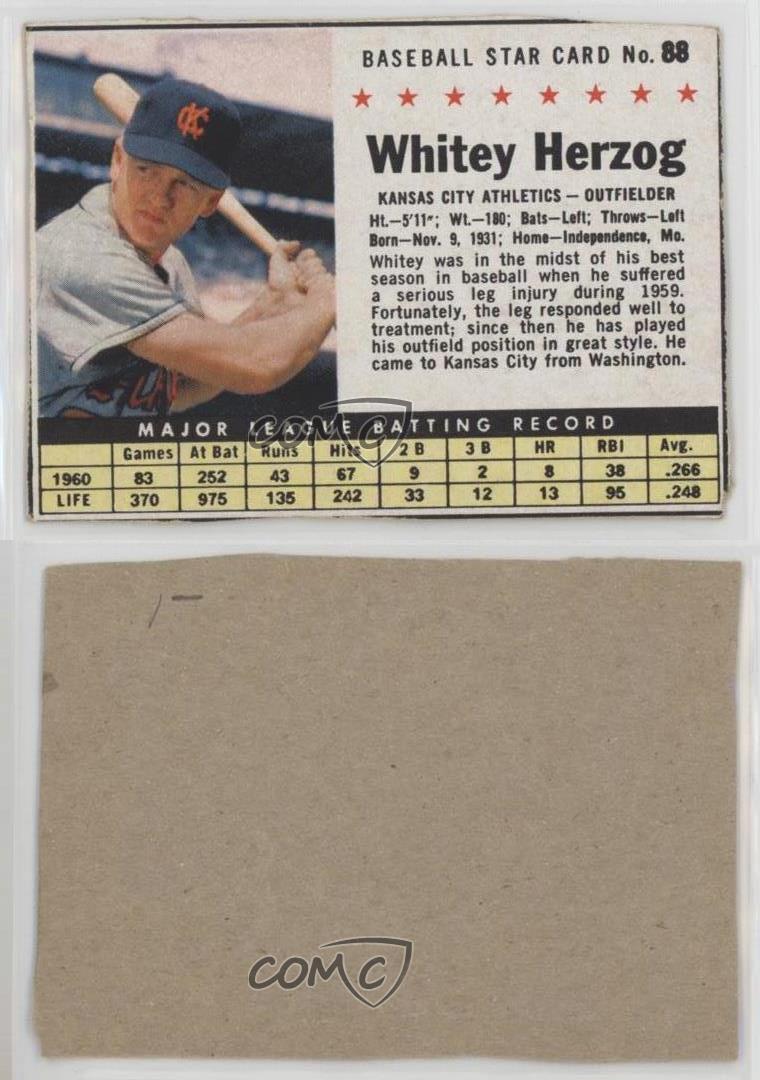 BASEBALL STAR CARD No. 88
Whitey Herzog
KANSAS CITY ATHLETICS — OUTFIELDER
Ht.—5'11"; Wt.—180; Bats—Left; Throws—Left
Born—Nov. 9, 1931; Home—Independence, Mo.
Whitey was in the midst of his best
season in baseball when he suffered
a serious leg injury during 1959.
Fortunately, the leg responded well to
treatment; since then he has played
his outfield position in great style. He
came to Kansas City from Washington.
KC
MAJOR LEAGUE BATTING RECORD
Games At Bat Runs Hits 2 B 3 B HR RBI Avg.
1960 83 252 43 67 9 2 8 38 .266
LIFE 370 975 135 242 33 12 13 95 .248
COMC
COMC